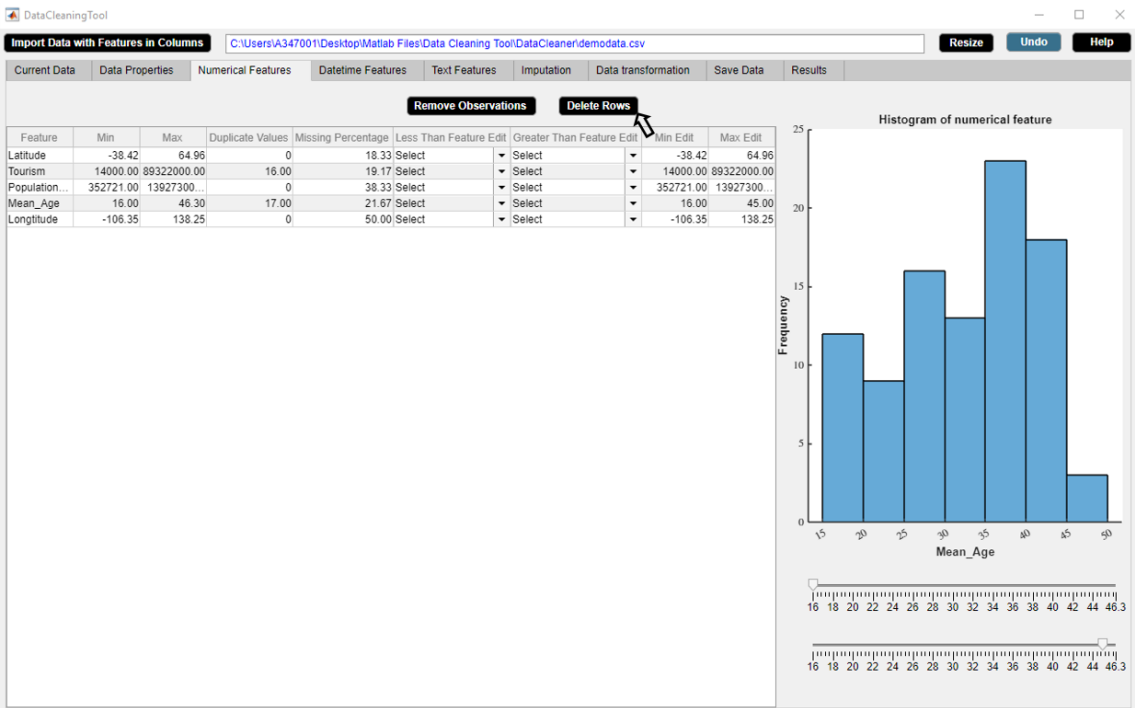 DataCleaningTool
Import Data with Features in Columns C:\Users\A347001\Desktop\Matlab Files\Data Cleaning Tool\DataCleaner\demodata.csv Resize Undo Help
Current Data Data Properties Numerical Features Datetime Features Text Features Imputation Data transformation Save Data Results
Remove Observations Delete Rows
Feature Min Max Duplicate Values Missing Percentage Less Than Feature Edit Greater Than Feature Edit Min Edit Max Edit
Latitude -38.42 64.96 0 18.33 Select Select -38.42 64.96
Tourism 14000.00 89322000.00 16.00 19.17 Select Select 14000.00 89322000.00
Population... 352721.00 13927300... 0 38.33 Select Select 352721.00 13927300...
Mean_Age 16.00 46.30 17.00 21.67 Select Select 16.00 45.00
Longtitude -106.35 138.25 0 50.00 Select Select -106.35 138.25
Histogram of numerical feature
25
20
15
10
5
0
Frequency
15 20 25 30 35 40 45 50
Mean_Age
16 18 20 22 24 26 28 30 32 34 36 38 40 42 44 46.3
16 18 20 22 24 26 28 30 32 34 36 38 40 42 44 46.3